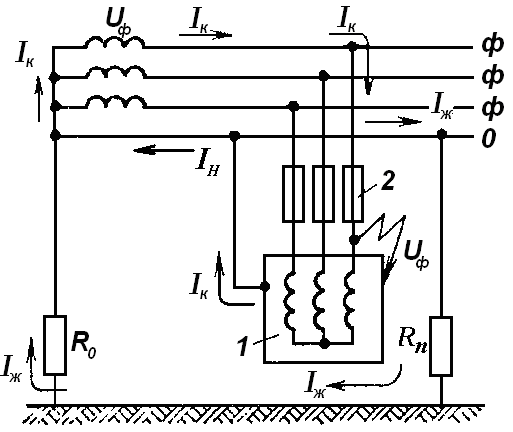 Uф Iк Iк
Iк ф
ф
Iж ф
0
Iн
2
Uф
Iк
1 Rп
R0
Iж Iж